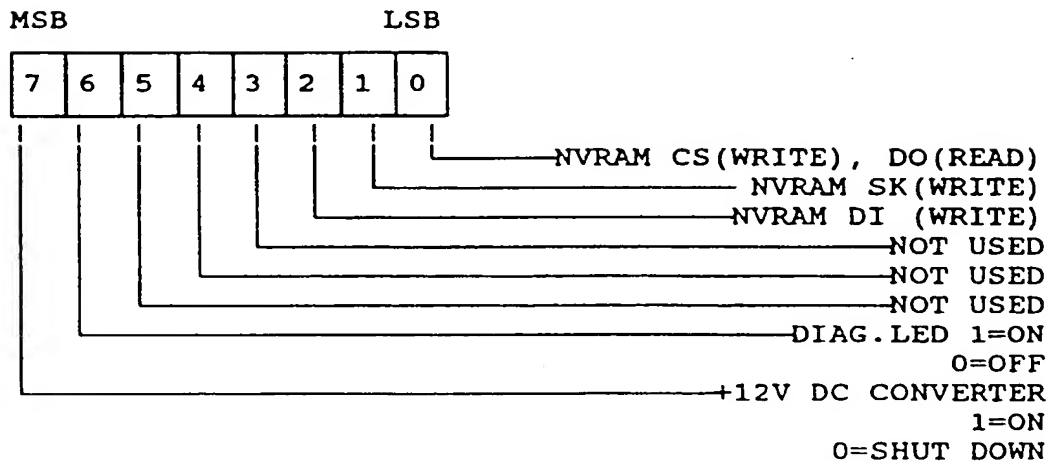 MSB LSB
7 6 5 4 3 2 1 0
NVRAM CS(WRITE), DO(READ)
NVRAM SK(WRITE)
NVRAM DI (WRITE)
NOT USED
NOT USED
NOT USED
DIAG.LED 1=ON
0=OFF
+12V DC CONVERTER
1=ON
0=SHUT DOWN